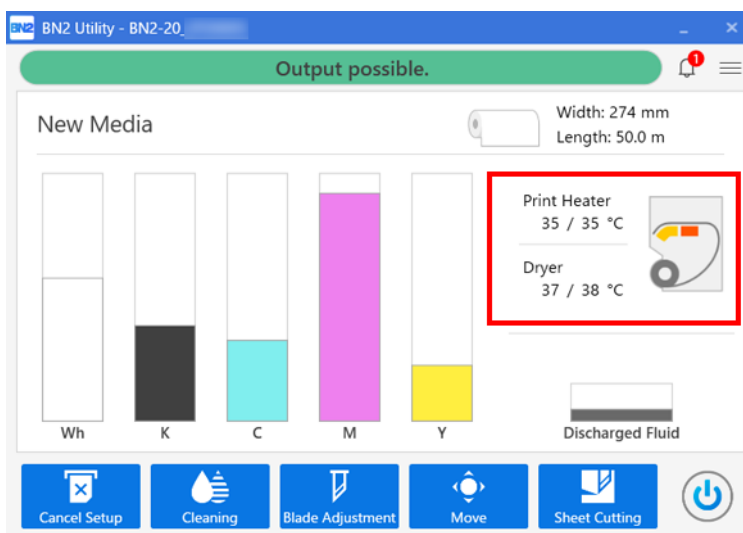 BN2 BN2 Utility - BN2-20_
Output possible.
1
New Media
Width: 274 mm
Length: 50.0 m
Print Heater
35 / 35 °C
Dryer
37 / 38 °C
Wh K C M Y
Discharged Fluid
Cancel Setup
Cleaning
Blade Adjustment
Move
Sheet Cutting